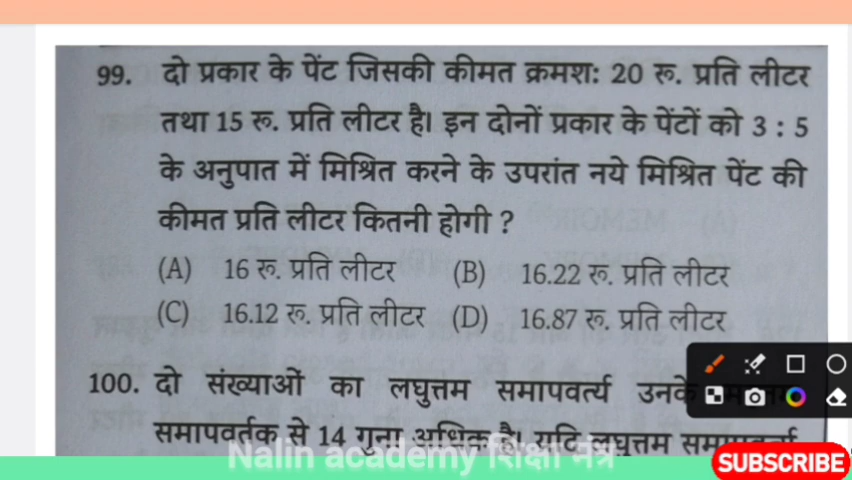 99. दो प्रकार के पेंट जिसकी कीमत क्रमश: 20 रू. प्रति लीटर
तथा 15 रू. प्रति लीटर है। इन दोनों प्रकार के पेंटों को 3 : 5
के अनुपात में मिश्रित करने के उपरांत नये मिश्रित पेंट की
कीमत प्रति लीटर कितनी होगी ?
(A) 16 रू. प्रति लीटर (B) 16.22 रू. प्रति लीटर
(C) 16.12 रू. प्रति लीटर (D) 16.87 रू. प्रति लीटर
100. दो संख्याओं का लघुत्तम समापवर्त्य उनके
समापवर्तक से 14 गुना अधिक है। यदि लघुत्तम
Nalin academy शिक्षा मंत्र
SUBSCRIBE